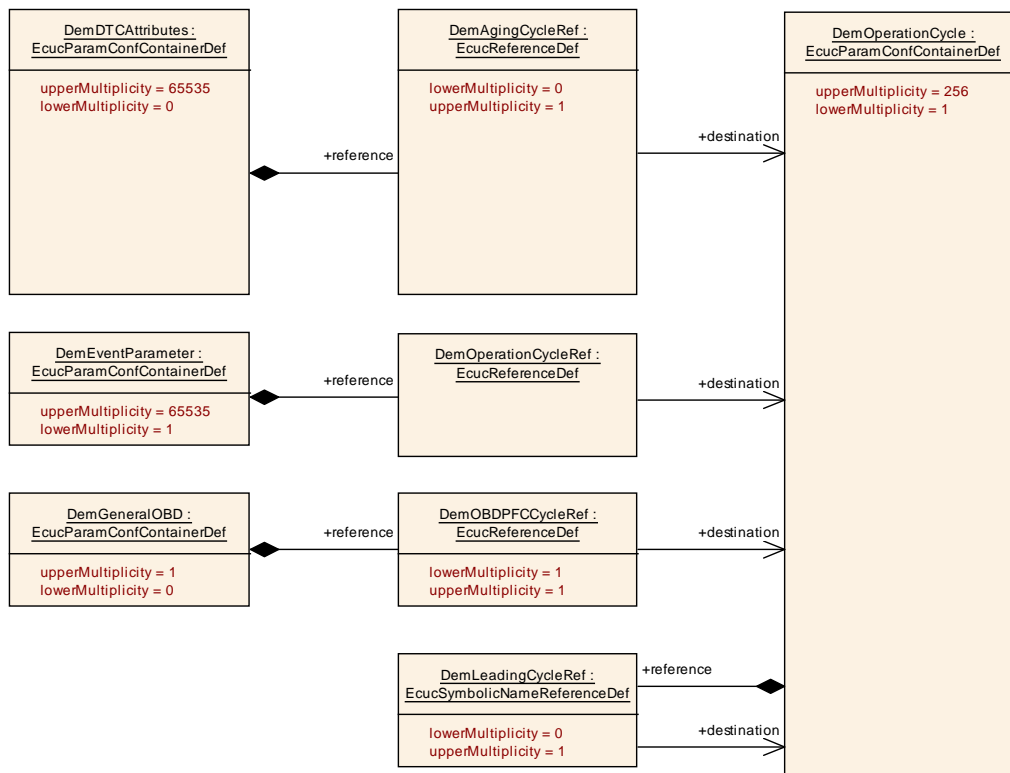 DemDTCAttributes :
EcucParamConfContainerDef
upperMultiplicity = 65535
lowerMultiplicity = 0
+reference
DemAgingCycleRef :
EcucReferenceDef
lowerMultiplicity = 0
upperMultiplicity = 1
+destination
DemOperationCycle :
EcucParamConfContainerDef
upperMultiplicity = 256
lowerMultiplicity = 1
DemEventParameter :
EcucParamConfContainerDef
upperMultiplicity = 65535
lowerMultiplicity = 1
+reference
DemOperationCycleRef :
EcucReferenceDef
+destination
DemGeneralOBD :
EcucParamConfContainerDef
upperMultiplicity = 1
lowerMultiplicity = 0
+reference
DemOBDPFCCycleRef :
EcucReferenceDef
lowerMultiplicity = 1
upperMultiplicity = 1
+destination
DemLeadingCycleRef :
EcucSymbolicNameReferenceDef
lowerMultiplicity = 0
upperMultiplicity = 1
+reference
+destination